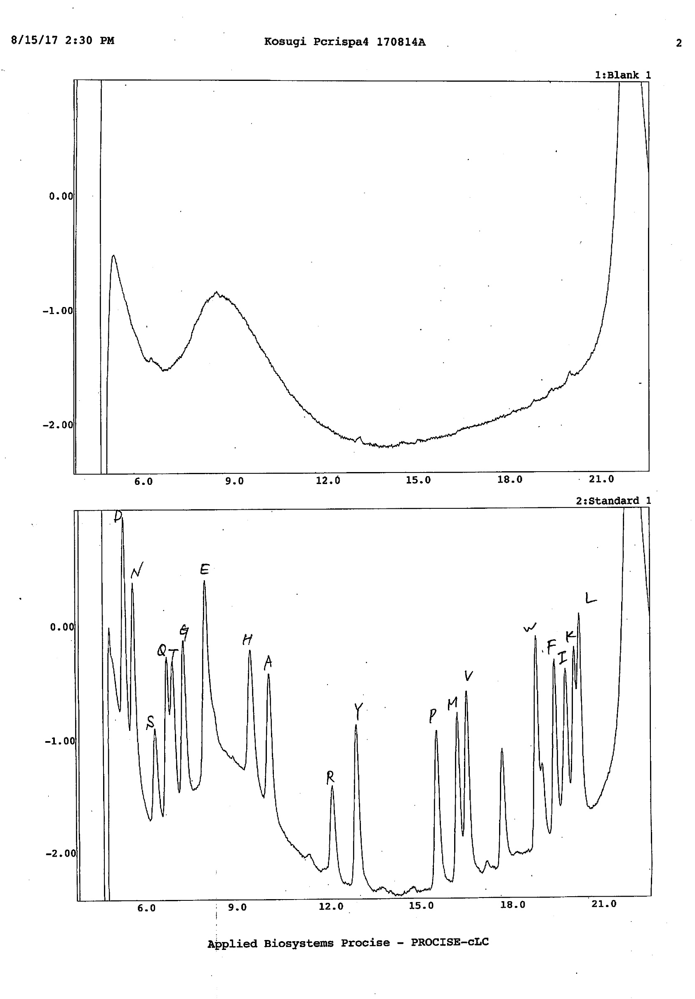 8/15/17 2:30 PM Kosugi Pcrispa4 170814A 2
1:Blank 1
0.00
-1.00
-2.00
6.0 9.0 12.0 15.0 18.0 21.0
2:Standard 1
D
N
E
L
0.00
G
W
H
K
F
Q T
I
A
V
M
Y
P
S
-1.00
R
-2.00
6.0 9.0 12.0 15.0 18.0 21.0
Applied Biosystems Procise - PROCISE-cLC